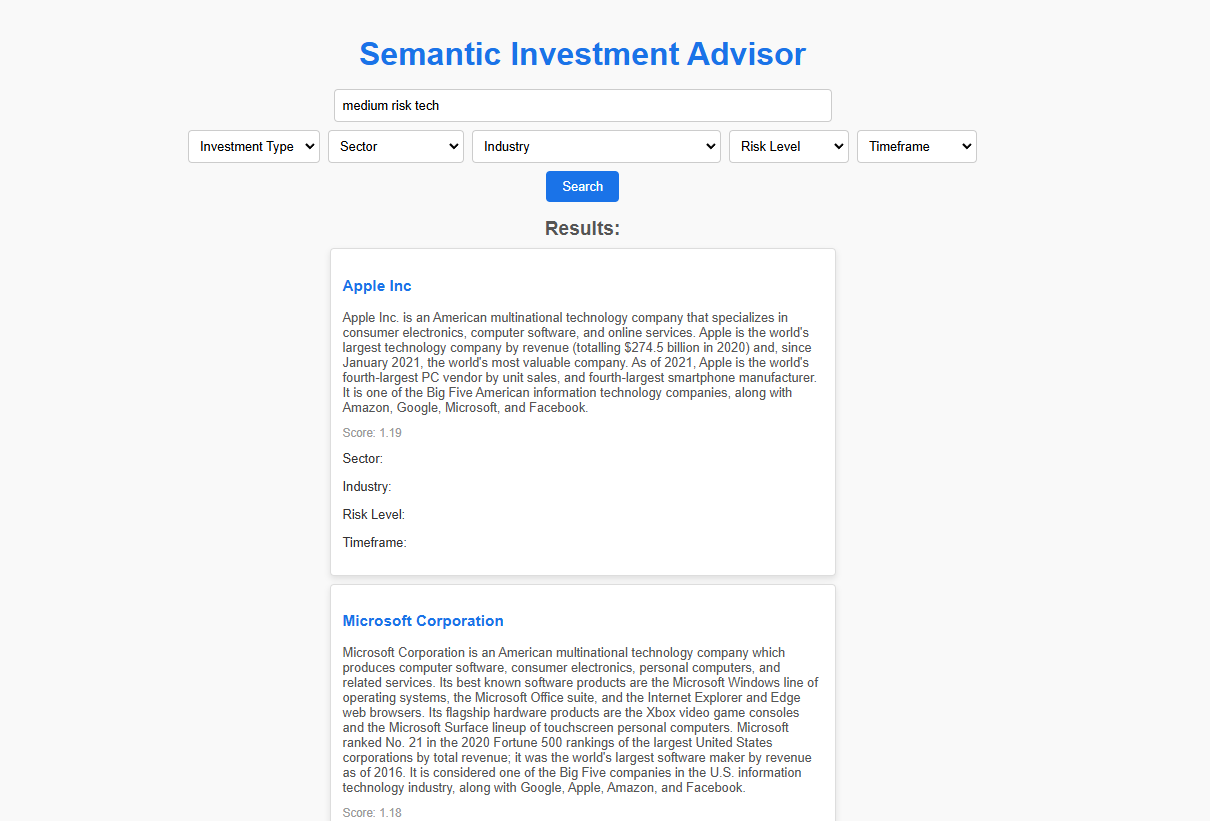 Semantic Investment Advisor
medium risk tech
Investment Type Sector Industry Risk Level Timeframe
Search
Results:
Apple Inc
Apple Inc. is an American multinational technology company that specializes in
consumer electronics, computer software, and online services. Apple is the world's
largest technology company by revenue (totalling $274.5 billion in 2020) and, since
January 2021, the world's most valuable company. As of 2021, Apple is the world's
fourth-largest PC vendor by unit sales, and fourth-largest smartphone manufacturer.
It is one of the Big Five American information technology companies, along with
Amazon, Google, Microsoft, and Facebook.
Score: 1.19
Sector:
Industry:
Risk Level:
Timeframe:
Microsoft Corporation
Microsoft Corporation is an American multinational technology company which
produces computer software, consumer electronics, personal computers, and
related services. Its best known software products are the Microsoft Windows line of
operating systems, the Microsoft Office suite, and the Internet Explorer and Edge
web browsers. Its flagship hardware products are the Xbox video game consoles
and the Microsoft Surface lineup of touchscreen personal computers. Microsoft
ranked No. 21 in the 2020 Fortune 500 rankings of the largest United States
corporations by total revenue; it was the world's largest software maker by revenue
as of 2016. It is considered one of the Big Five companies in the U.S. information
technology industry, along with Google, Apple, Amazon, and Facebook.
Score: 1.18